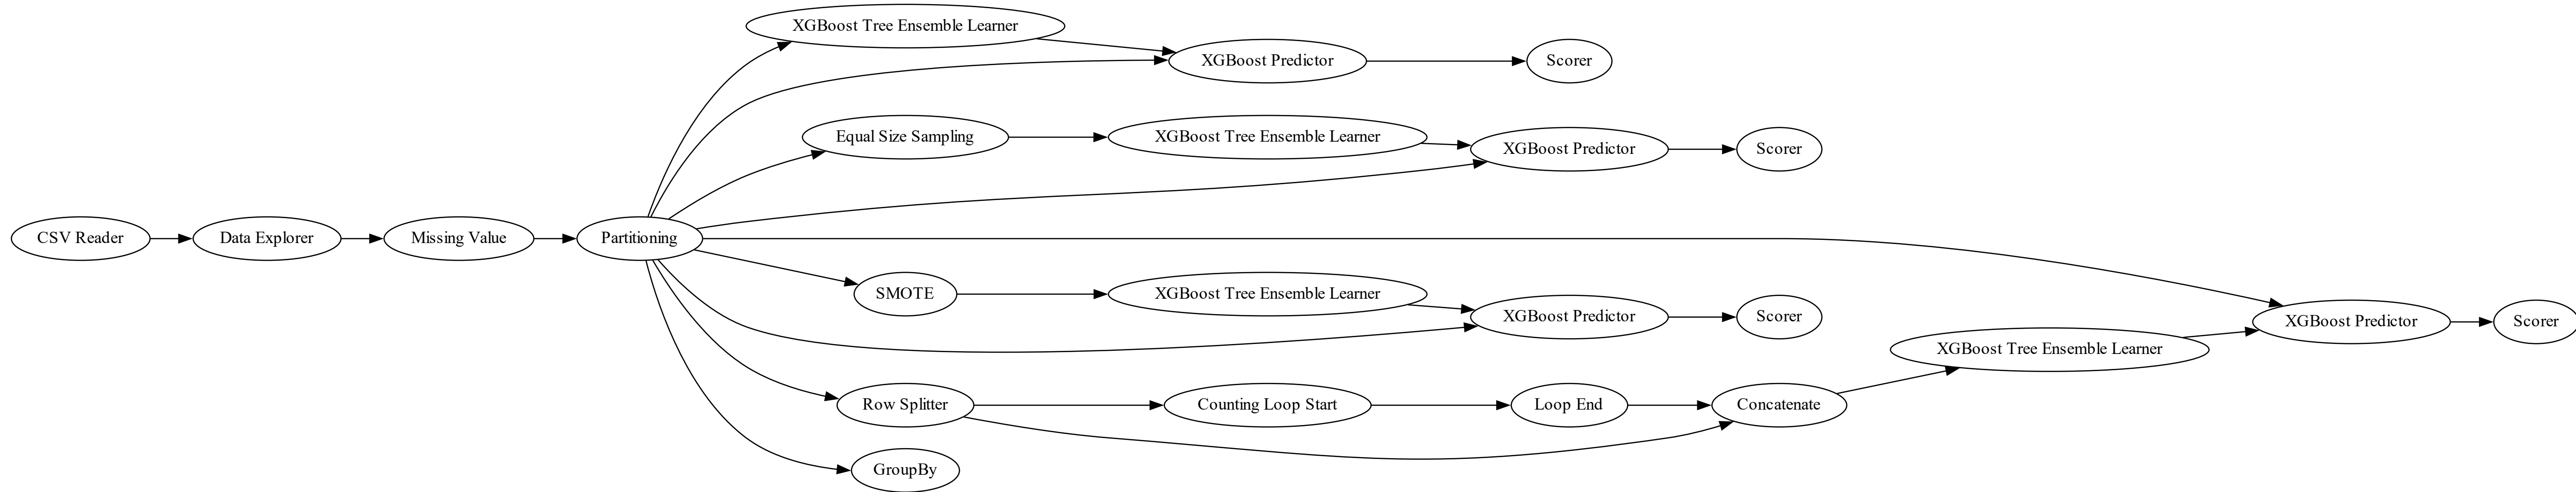 XGBoost Tree Ensemble Learner
XGBoost Predictor
Scorer
Equal Size Sampling
XGBoost Tree Ensemble Learner
XGBoost Predictor
Scorer
CSV Reader
Data Explorer
Missing Value
Partitioning
SMOTE
XGBoost Tree Ensemble Learner
XGBoost Predictor
Scorer
XGBoost Predictor
Scorer
XGBoost Tree Ensemble Learner
Row Splitter
Counting Loop Start
Loop End
Concatenate
GroupBy